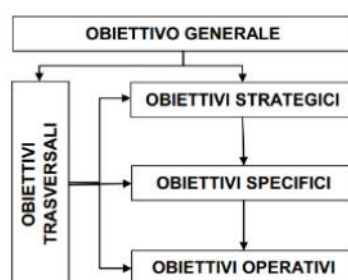 OBIETTIVO GENERALE
OBIETTIVI STRATEGICI
OBIETTIVI
TRASVERSALI
OBIETTIVI SPECIFICI
OBIETTIVI OPERATIVI